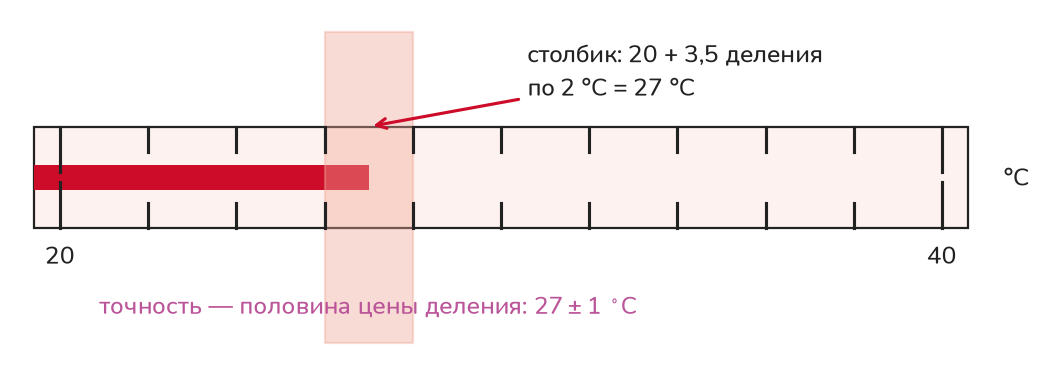 столбик: 20 + 3,5 деления
по 2 °C = 27 °C
°C
20
40
точность — половина цены деления: 27 ± 1 °C